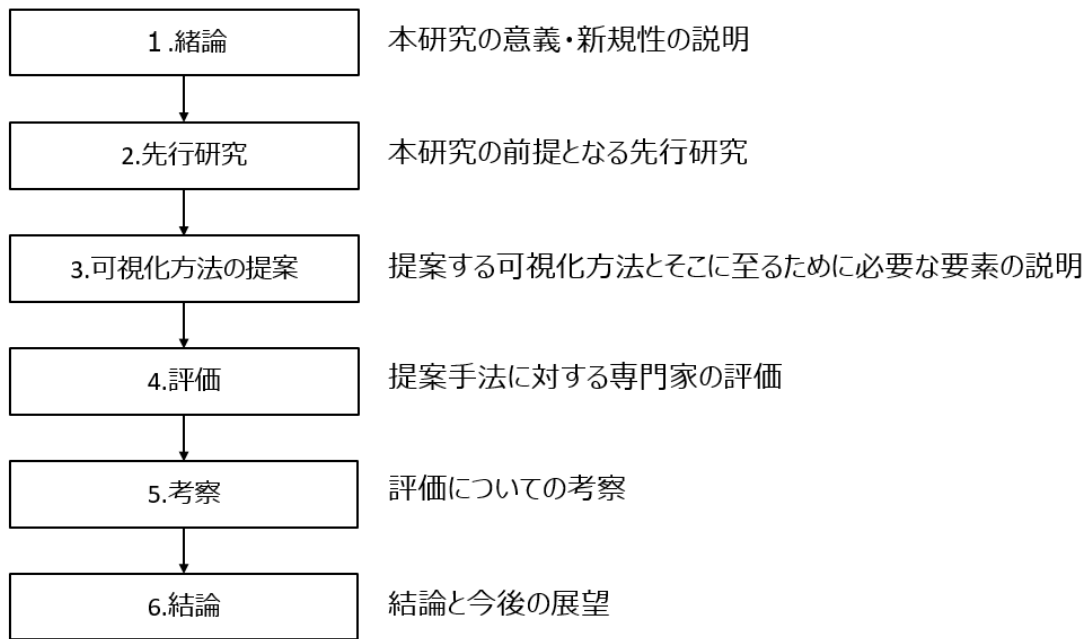 1.緒論
本研究の意義・新規性の説明
2.先行研究
本研究の前提となる先行研究
3.可視化方法の提案
提案する可視化方法とそこに至るために必要な要素の説明
4.評価
提案手法に対する専門家の評価
5.考察
評価についての考察
6.結論
結論と今後の展望